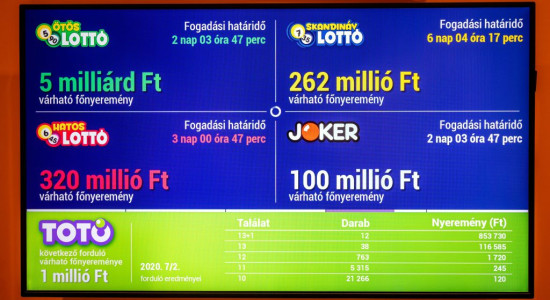 ÖTÖS
LOTTÓ
Fogadási határidő
2 nap 03 óra 47 perc
5 milliárd Ft
várható főnyeremény
SKANDINÁV
LOTTÓ
Fogadási határidő
6 nap 04 óra 17 perc
262 millió Ft
várható főnyeremény
HATOS
LOTTÓ
Fogadási határidő
3 nap 00 óra 47 perc
320 millió Ft
várható főnyeremény
JOKER
Fogadási határidő
2 nap 03 óra 47 perc
100 millió Ft
várható főnyeremény
TOTÓ
következő forduló
várható főnyereménye
1 millió Ft
2020. 7/2.
forduló eredményei
Találat Darab Nyeremény (Ft)
13+1 12 853 730
13 38 116 585
12 763 1 720
11 5 315 245
10 21 266 120